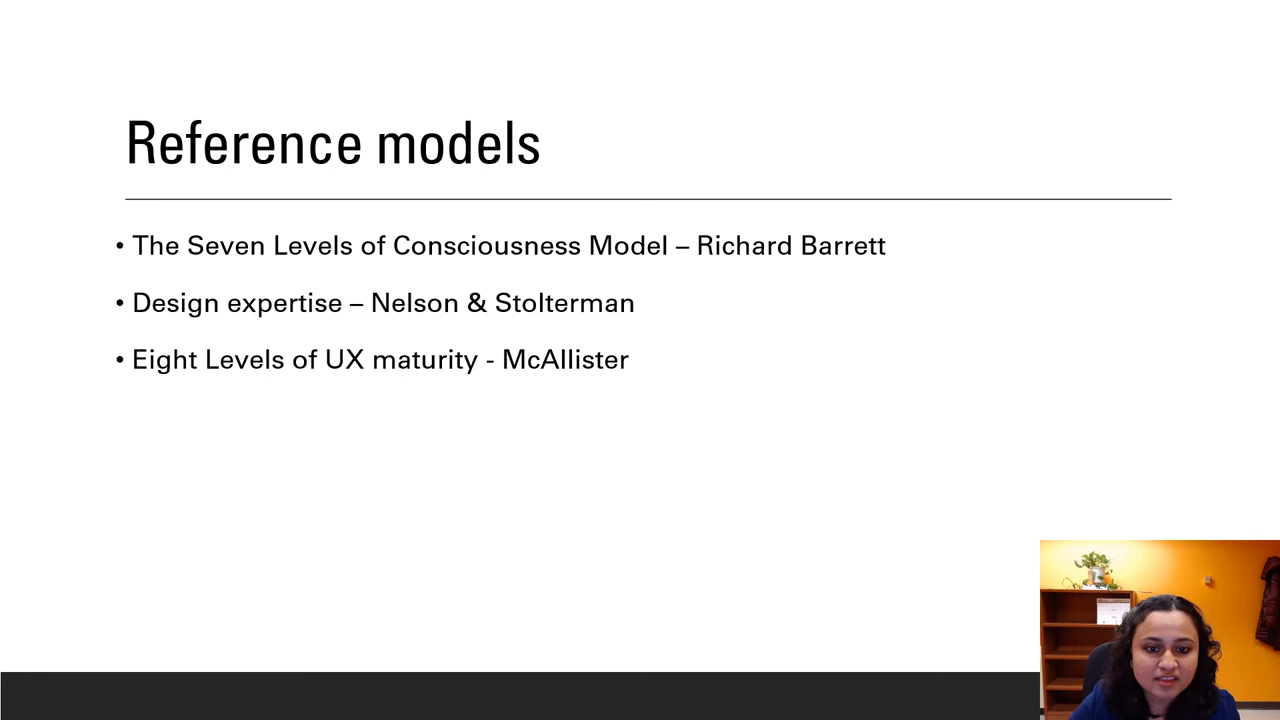 Reference models
• The Seven Levels of Consciousness Model – Richard Barrett
• Design expertise – Nelson & Stolterman
• Eight Levels of UX maturity - McAllister